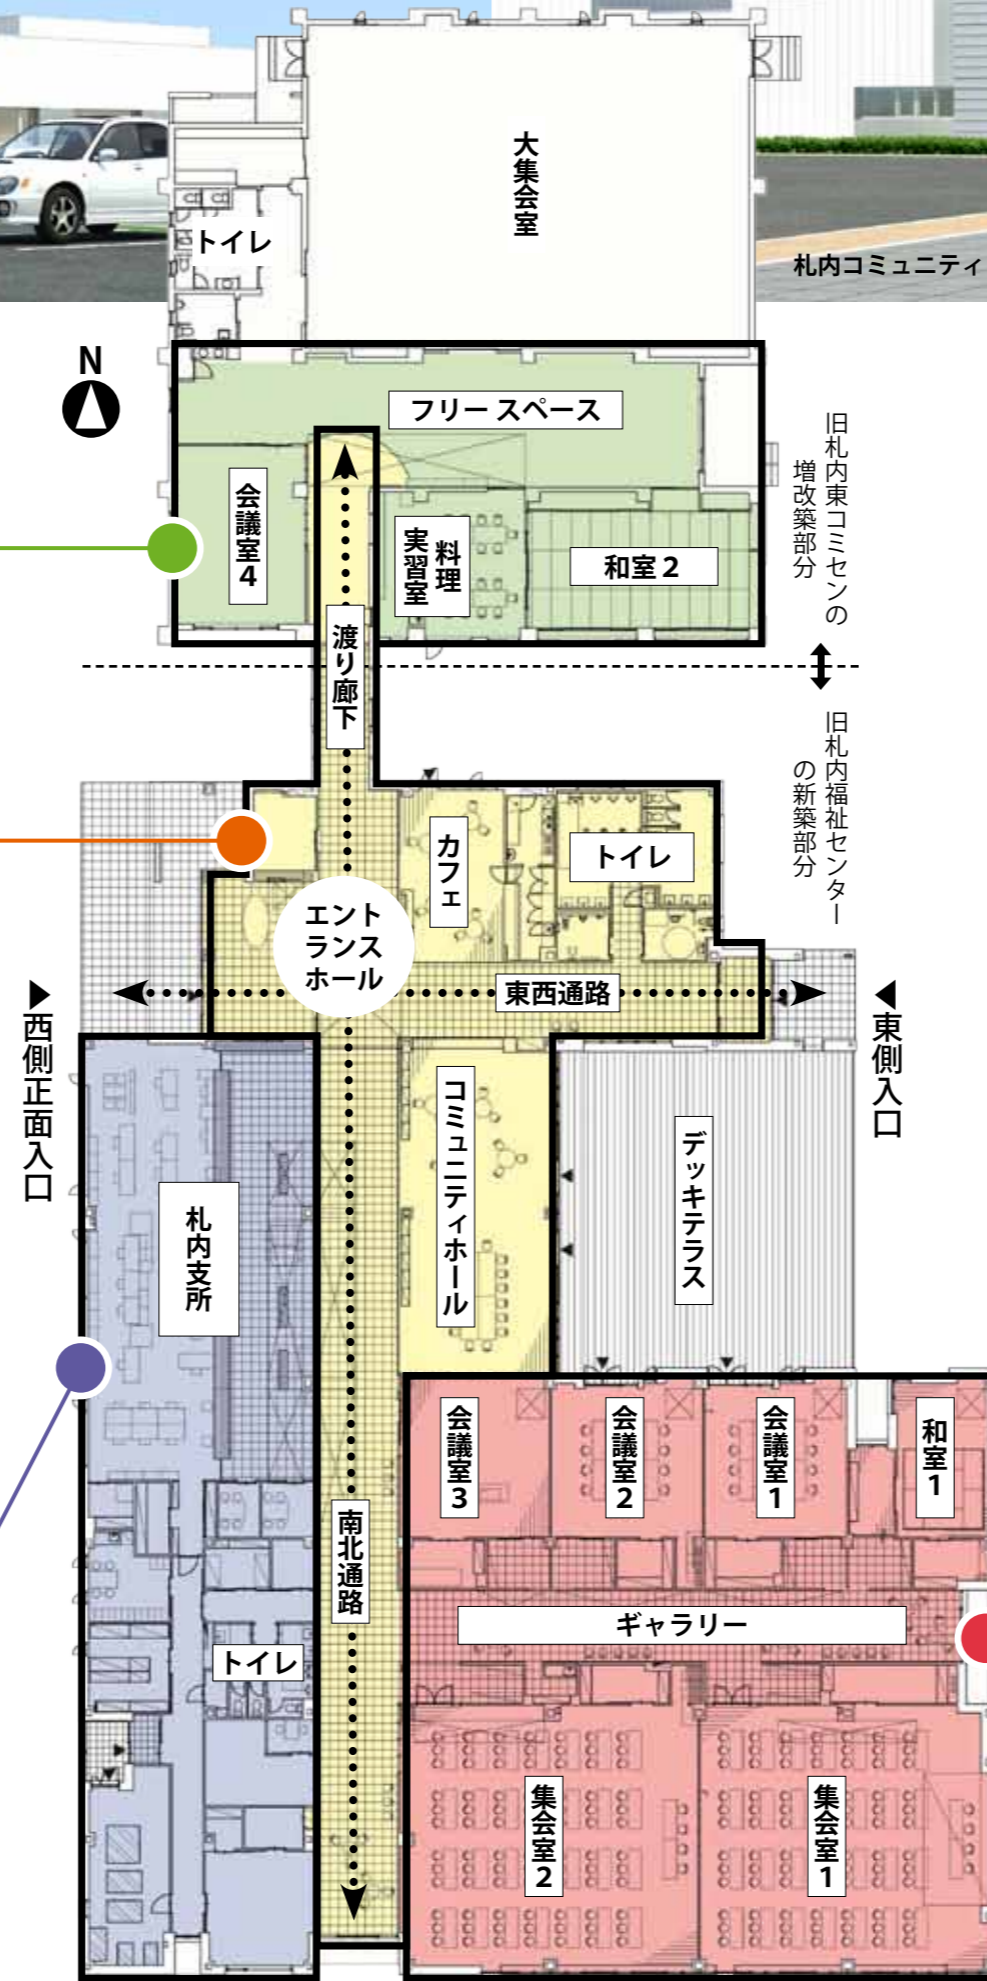 大集会室
トイレ
札内コミュニティ
N
フリースペース
会議室4
料理
実習室
和室2
旧札内東コミセンの
増改築部分
渡り廊下
旧札内福祉センター
の新築部分
カフェ
トイレ
エント
ランス
ホール
東西通路
西側正面入口
東側入口
コミュニティホール
デッキテラス
札内支所
会議室3
会議室2
会議室1
和室1
南北通路
ギャラリー
トイレ
集会室2
集会室1